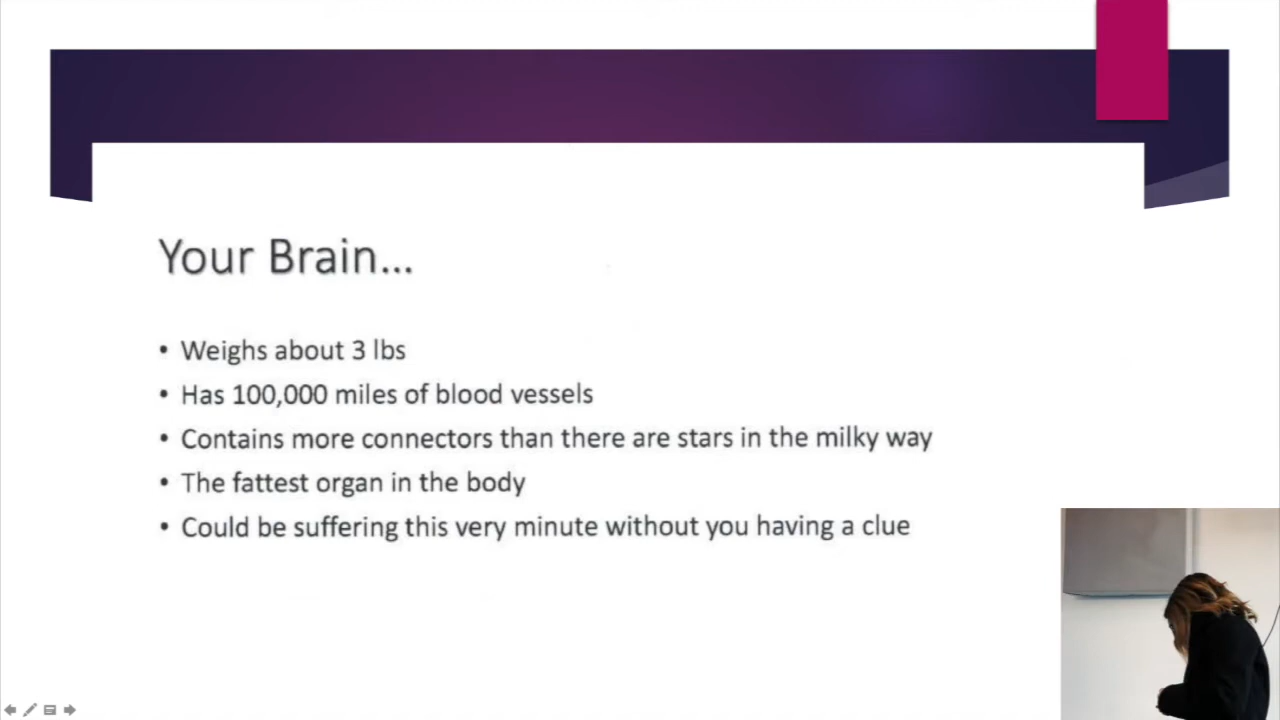 Your Brain...
• Weighs about 3 lbs
• Has 100,000 miles of blood vessels
• Contains more connectors than there are stars in the milky way
• The fattest organ in the body
• Could be suffering this very minute without you having a clue